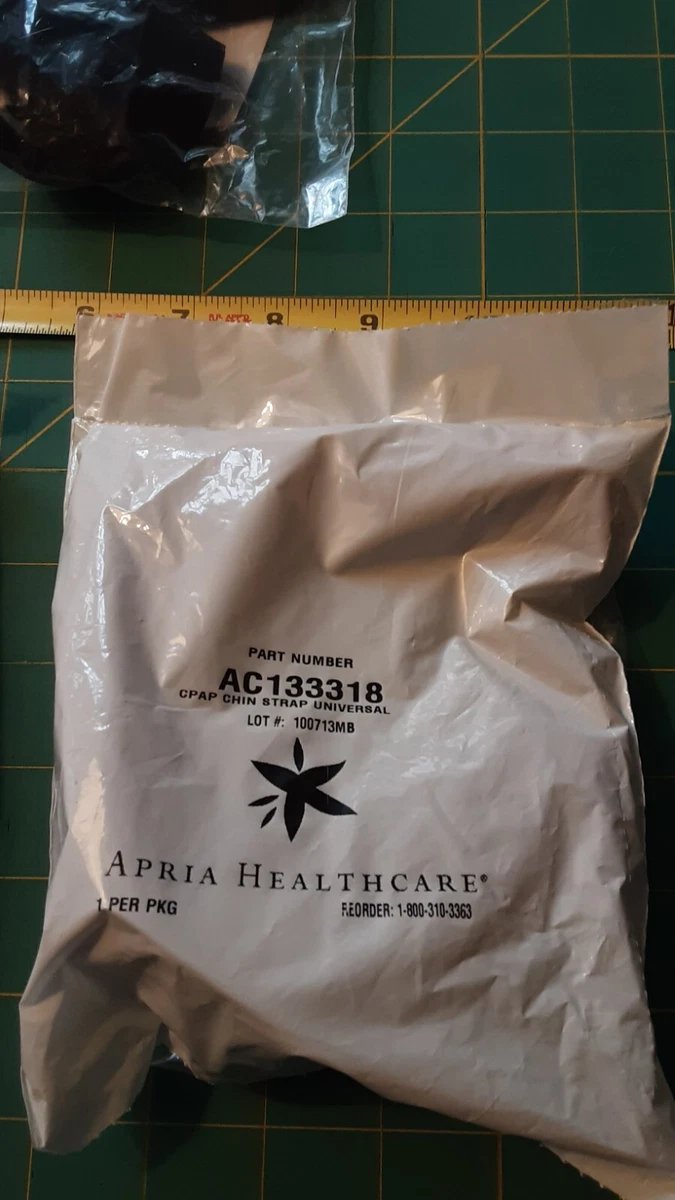 6 7 8 9
PART NUMBER
AC133318
CPAP CHIN STRAP UNIVERSAL
LOT #: 100713MB
APRIA HEALTHCARE®
1 PER PKG
REORDER: 1-800-310-3363